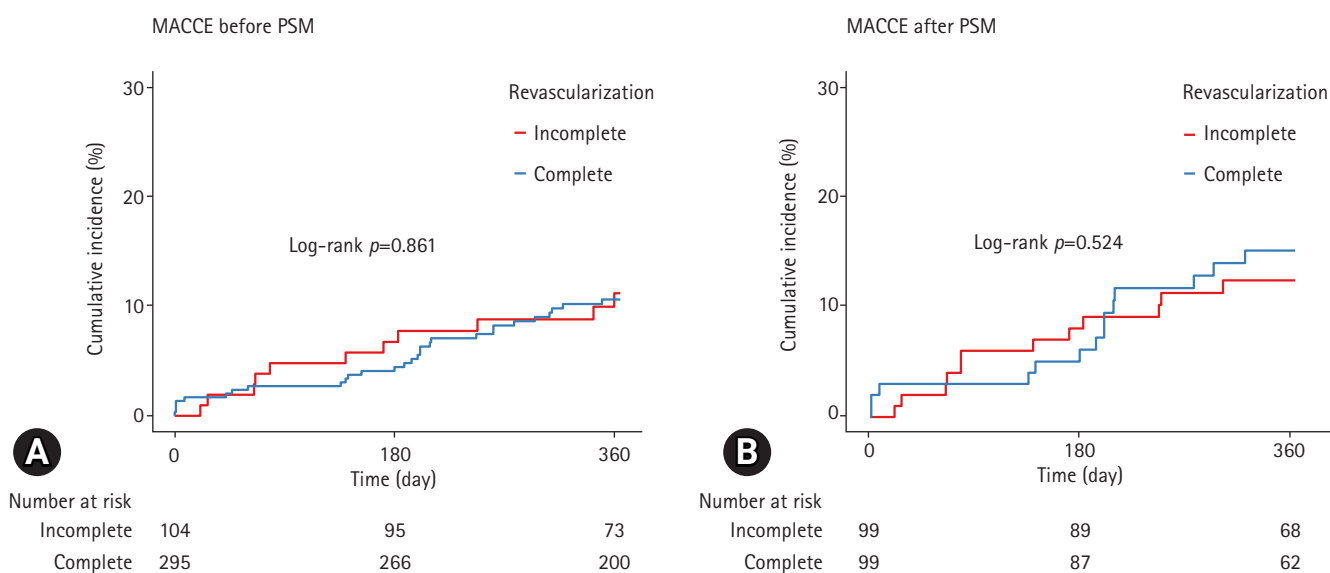 MACCE before PSM
30
20
10
0
Cumulative incidence (%)
Revascularization
Incomplete
Complete
Log-rank p=0.861
0 180 360
Time (day)
A
Number at risk
Incomplete 104 95 73
Complete 295 266 200
MACCE after PSM
30
20
10
0
Cumulative incidence (%)
Revascularization
Incomplete
Complete
Log-rank p=0.524
0 180 360
Time (day)
B
Number at risk
Incomplete 99 89 68
Complete 99 87 62